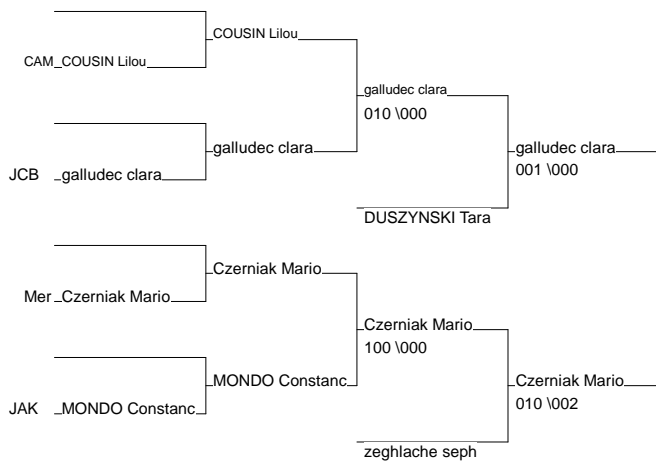 COUSIN Lilou
CAM COUSIN Lilou
galludec clara
010 \000
galludec clara
JCB galludec clara
galludec clara
001 \000
DUSZYNSKI Tara
Czerniak Mario
Mer Czerniak Mario
Czerniak Mario
100 \000
MONDO Constanc
JAK MONDO Constanc
Czerniak Mario
010 \002
zeghlache seph